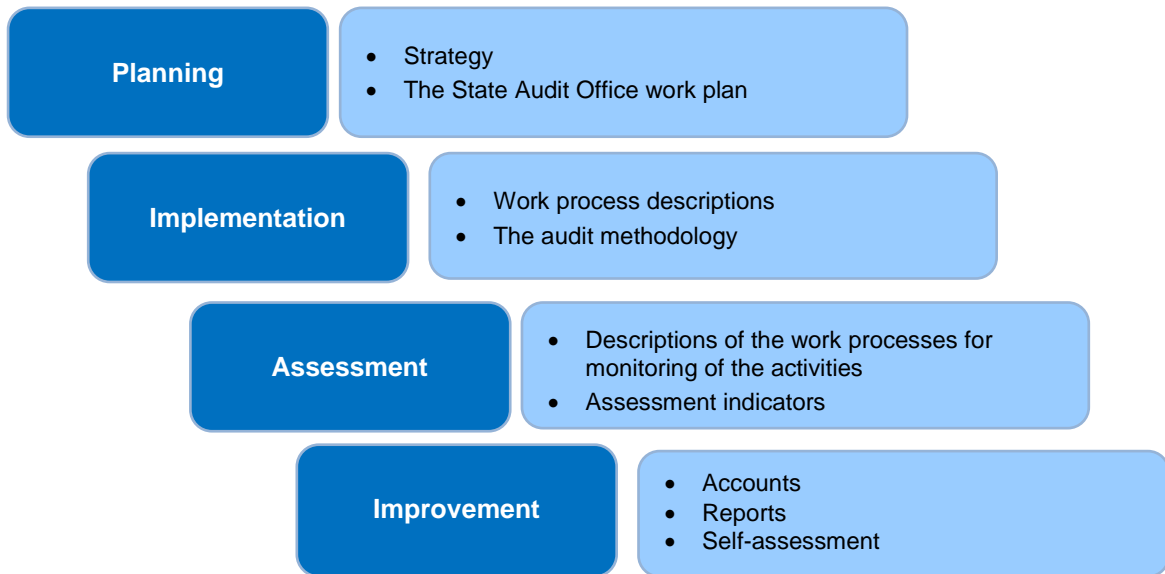 Planning
• Strategy
• The State Audit Office work plan
Implementation
• Work process descriptions
• The audit methodology
Assessment
• Descriptions of the work processes for
monitoring of the activities
• Assessment indicators
Improvement
• Accounts
• Reports
• Self-assessment